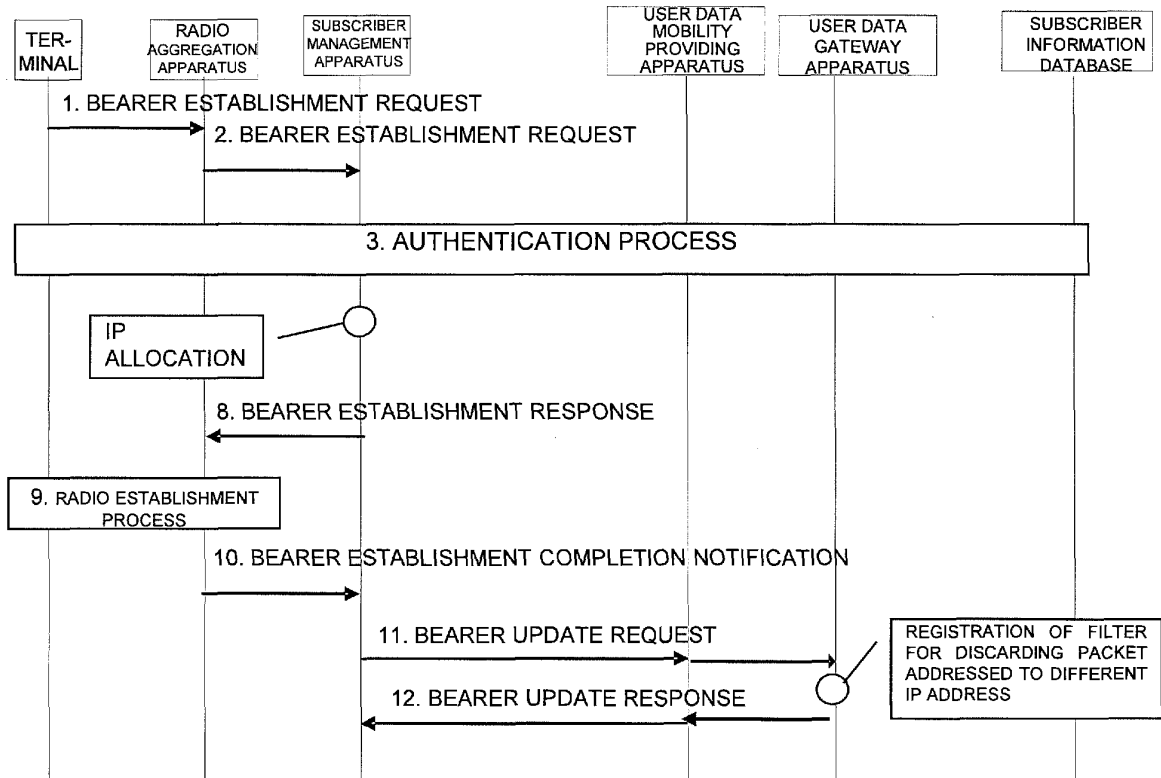 TER-
MINAL
RADIO
AGGREGATION
APPARATUS
SUBSCRIBER
MANAGEMENT
APPARATUS
USER DATA
MOBILITY
PROVIDING
APPARATUS
USER DATA
GATEWAY
APPARATUS
SUBSCRIBER
INFORMATION
DATABASE
1. BEARER ESTABLISHMENT REQUEST
2. BEARER ESTABLISHMENT REQUEST
3. AUTHENTICATION PROCESS
IP
ALLOCATION
8. BEARER ESTABLISHMENT RESPONSE
9. RADIO ESTABLISHMENT
PROCESS
10. BEARER ESTABLISHMENT COMPLETION NOTIFICATION
11. BEARER UPDATE REQUEST
REGISTRATION OF FILTER
FOR DISCARDING PACKET
ADDRESSED TO DIFFERENT
IP ADDRESS
12. BEARER UPDATE RESPONSE